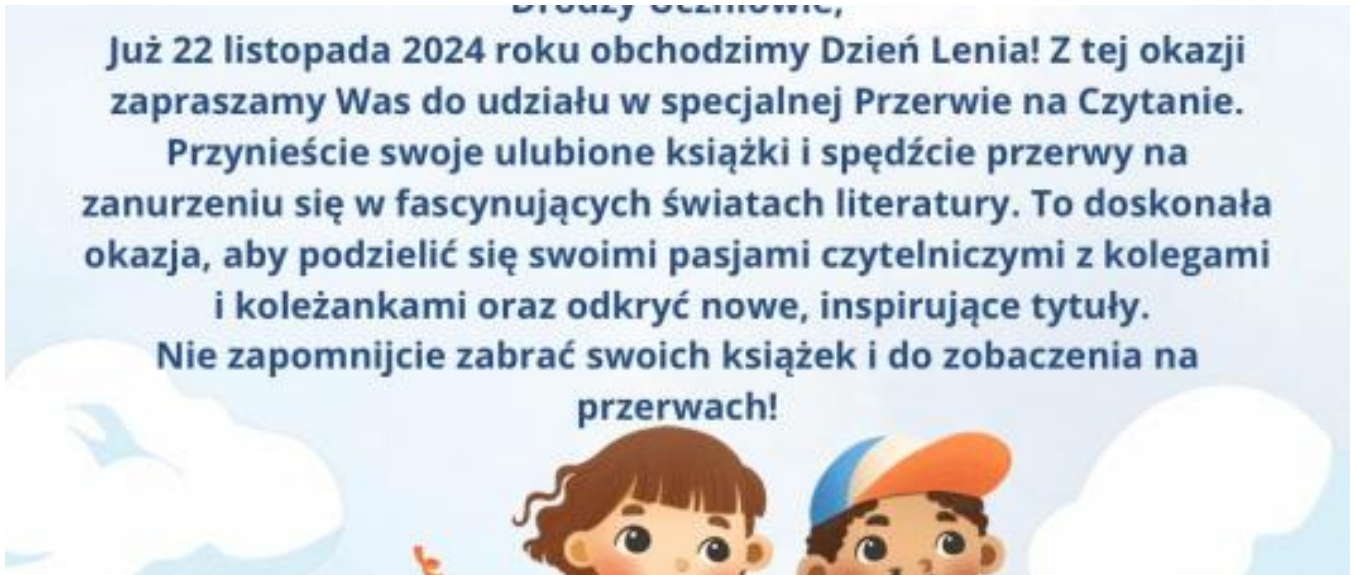 Drodzy Uczniowie,
Już 22 listopada 2024 roku obchodzimy Dzień Lenia! Z tej okazji
zapraszamy Was do udziału w specjalnej Przerwie na Czytanie.
Przynieście swoje ulubione książki i spędźcie przerwy na
zanurzeniu się w fascynujących światach literatury. To doskonała
okazja, aby podzielić się swoimi pasjami czytelniczymi z kolegami
i koleżankami oraz odkryć nowe, inspirujące tytuły.
Nie zapomnijcie zabrać swoich książek i do zobaczenia na
przerwach!